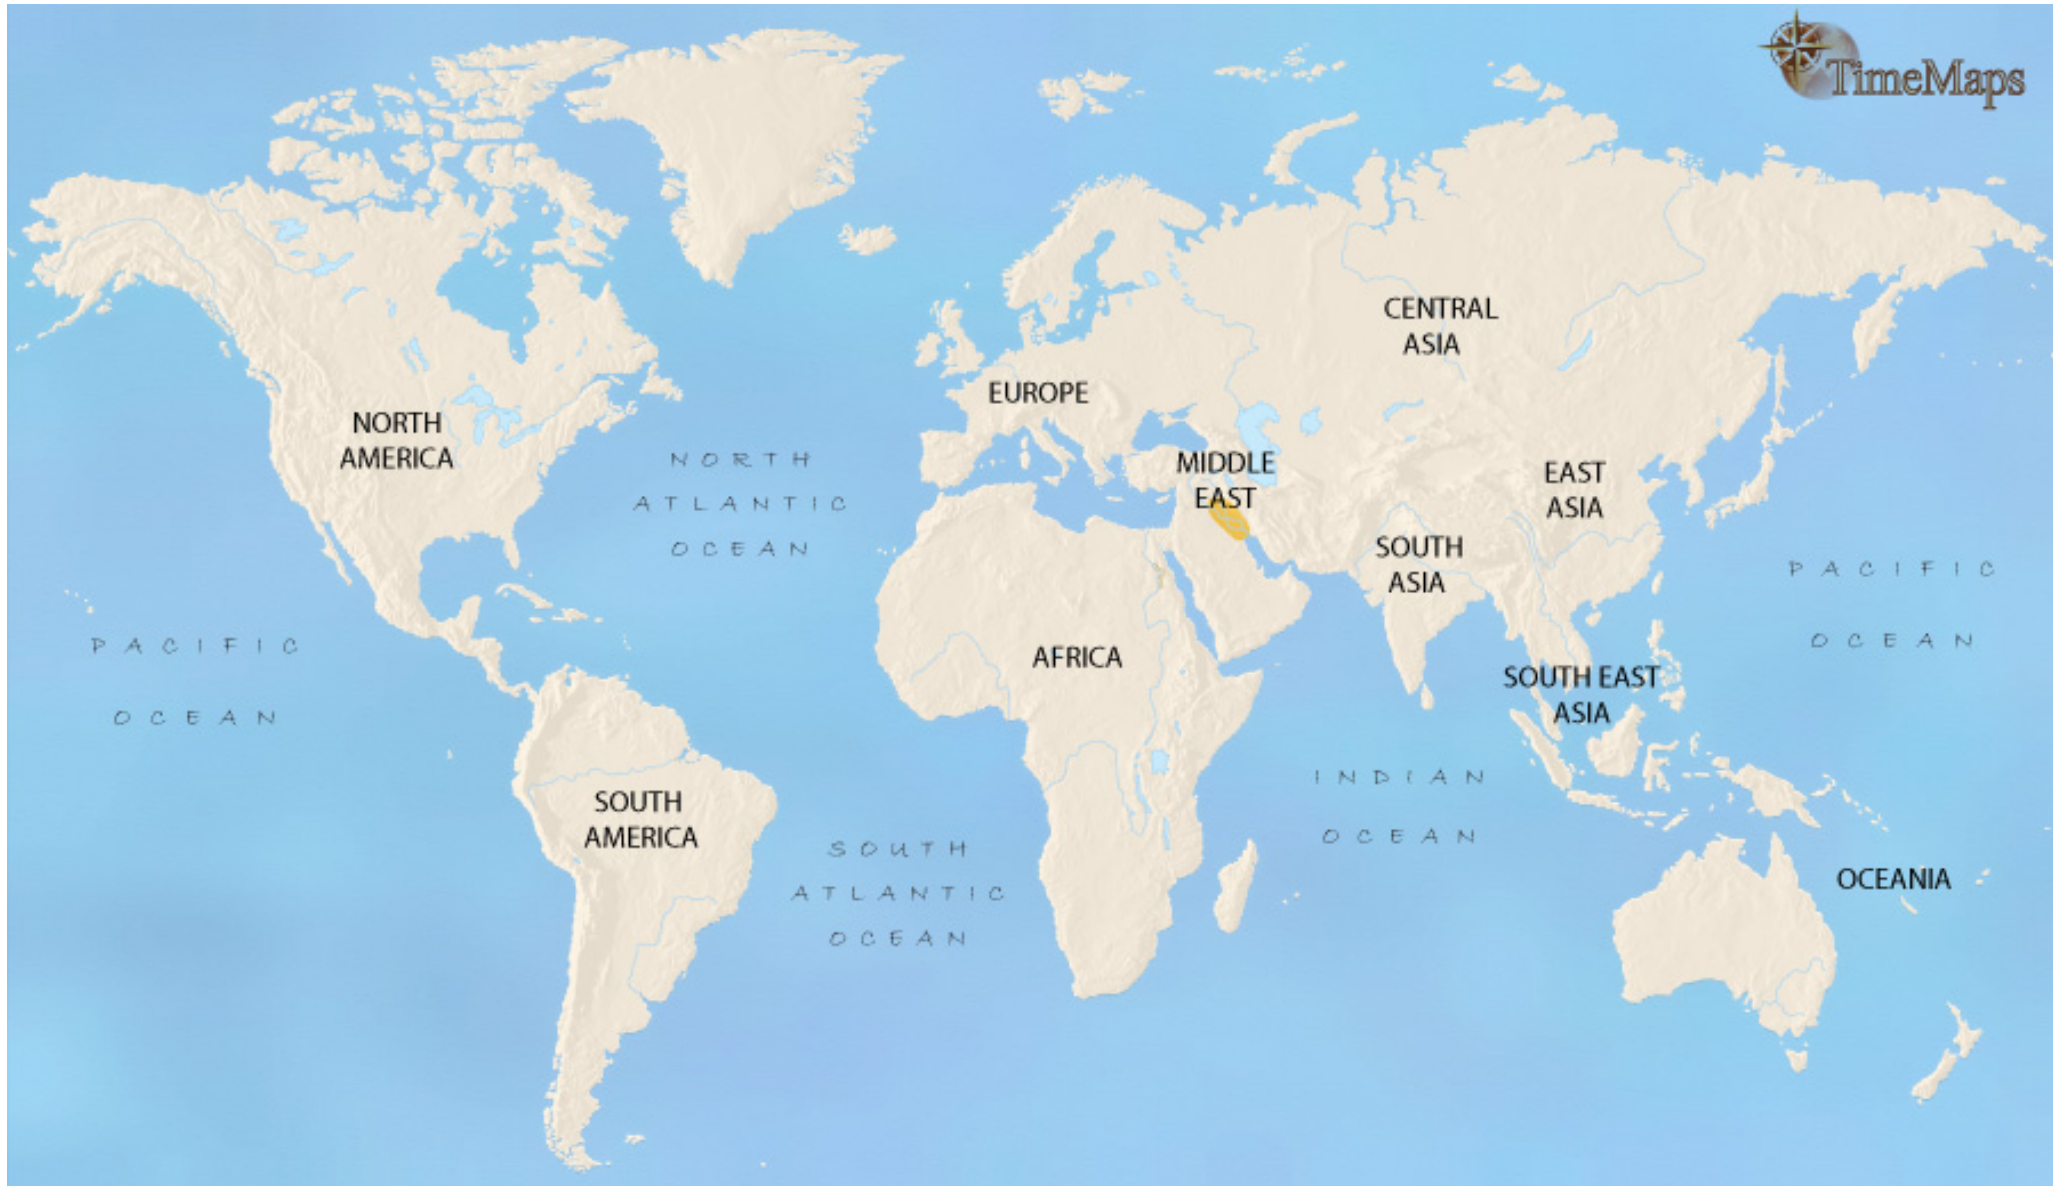 TimeMaps
CENTRAL
ASIA
EUROPE
NORTH
AMERICA
NORTH
ATLANTIC
OCEAN
MIDDLE
EAST
EAST
ASIA
SOUTH
ASIA
PACIFIC
OCEAN
PACIFIC
OCEAN
AFRICA
SOUTH EAST
ASIA
INDIAN
OCEAN
SOUTH
AMERICA
SOUTH
ATLANTIC
OCEAN
OCEANIA